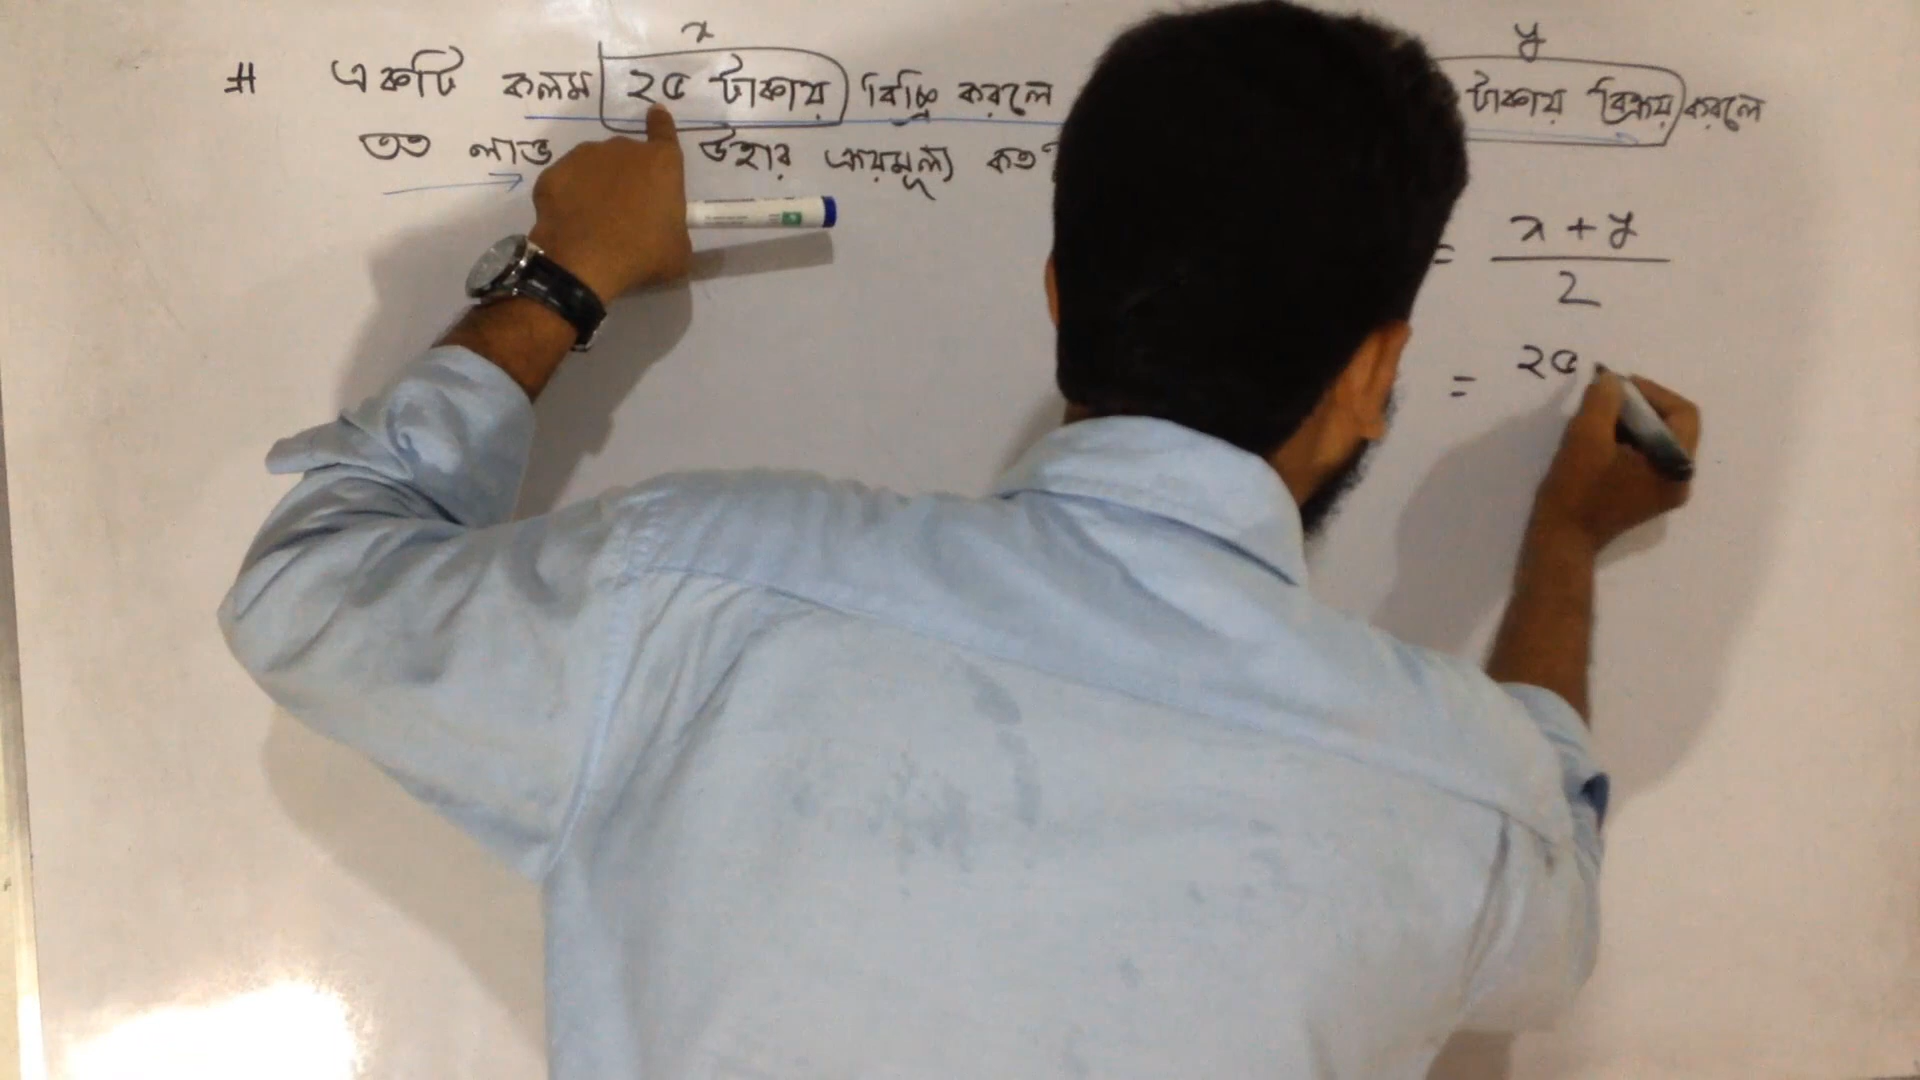 x
y
# একটি কলম ২৫ টাকায় বিক্রি করলে টাকায় বিক্রয় করলে
তত লাভ উহার ক্রয়মূল্য কত?
= x + y
2
= ২৫